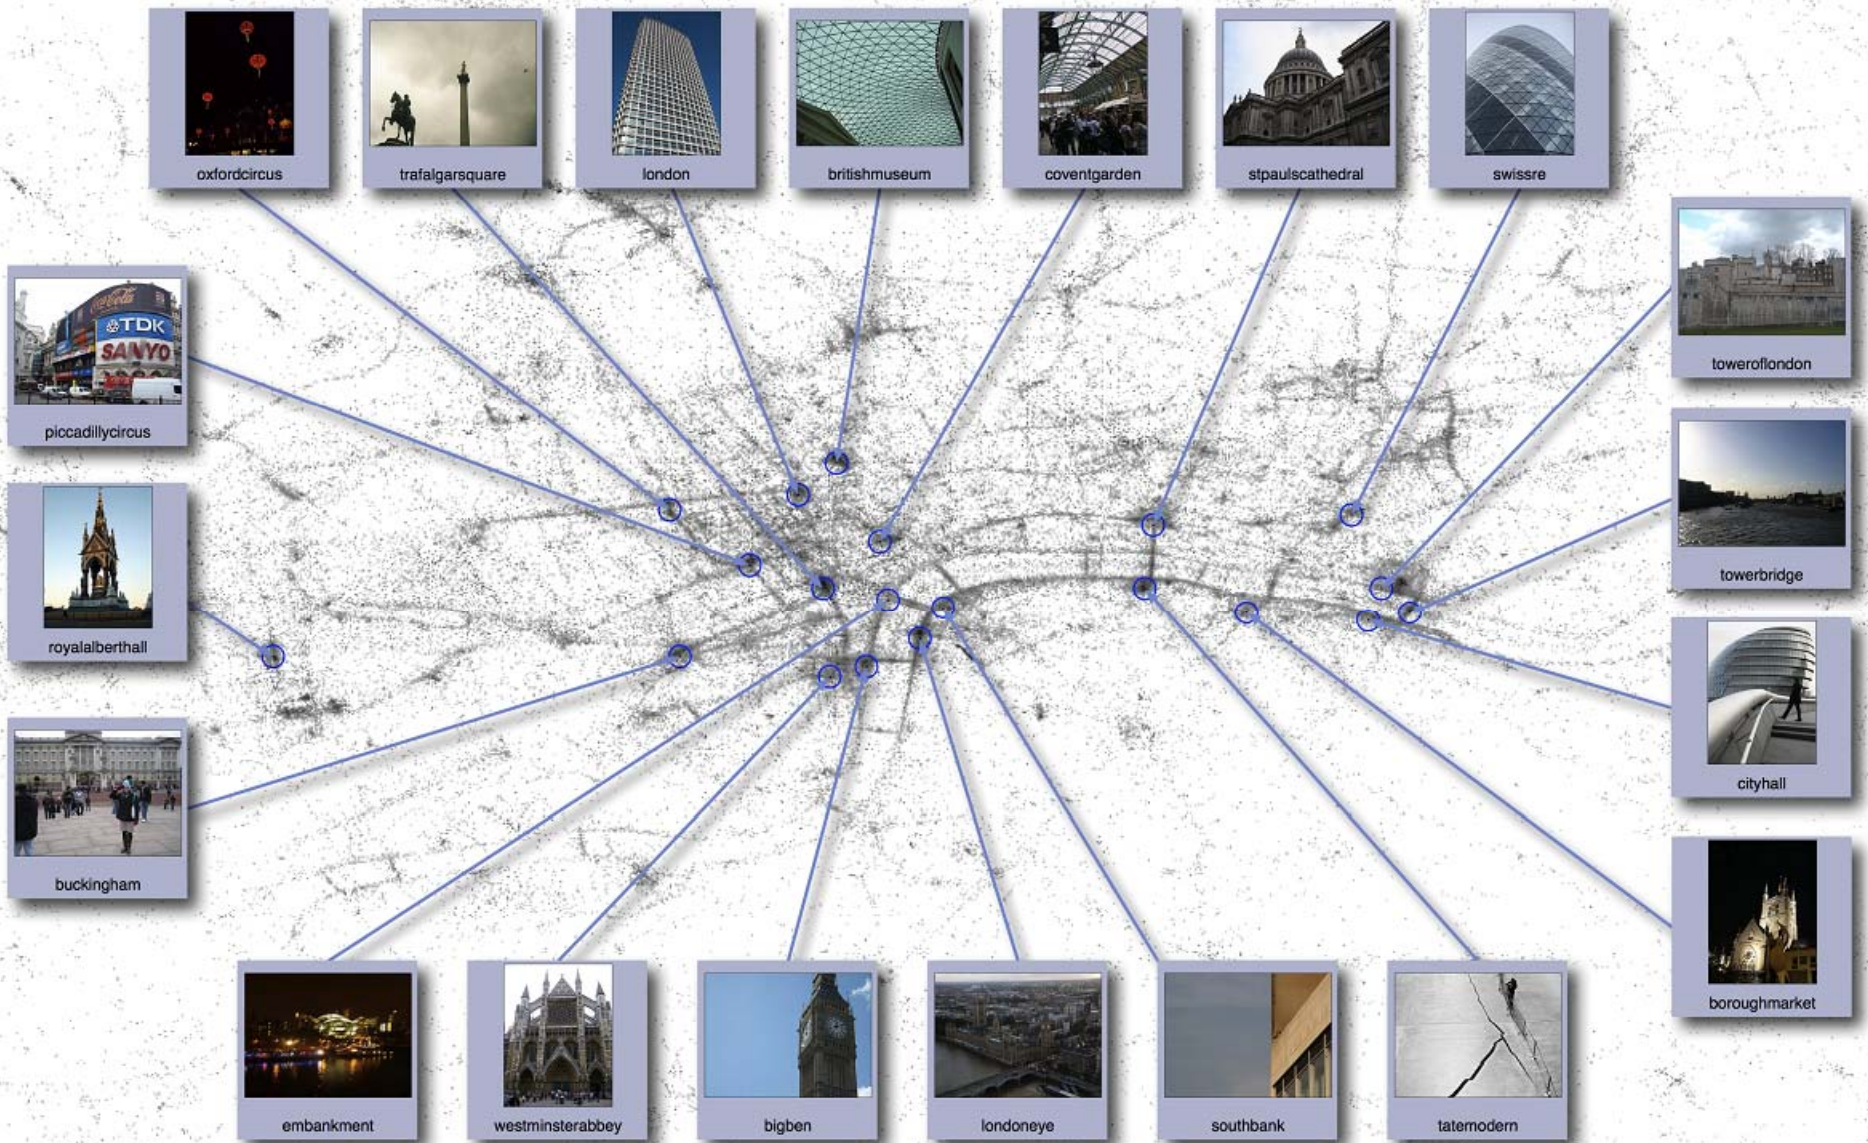 oxfordcircus
trafalgarsquare
london
britishmuseum
coventgarden
stpaulscathedral
swissre
toweroflondon
Coca-Cola
TDK
SANYO
piccadillycircus
towerbridge
royalalberthall
cityhall
buckingham
boroughmarket
embankment
westminsterabbey
bigben
londoneye
southbank
tatemodern